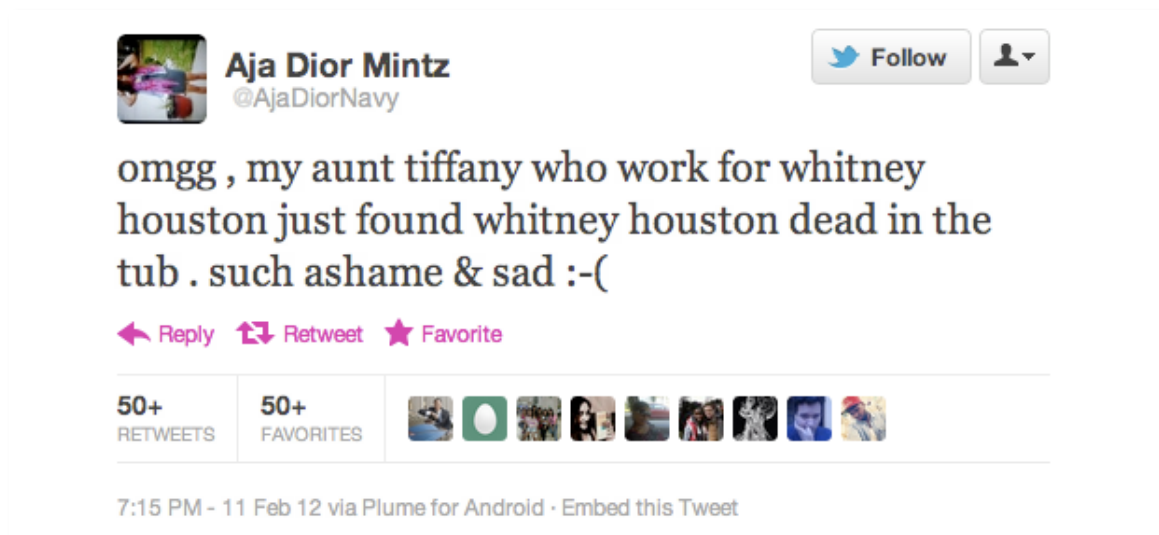 Aja Dior Mintz
@AjaDiorNavy
Follow
omgg , my aunt tiffany who work for whitney
houston just found whitney houston dead in the
tub . such ashame & sad :-(
Reply Retweet Favorite
50+ 50+
RETWEETS FAVORITES
7:15 PM - 11 Feb 12 via Plume for Android · Embed this Tweet